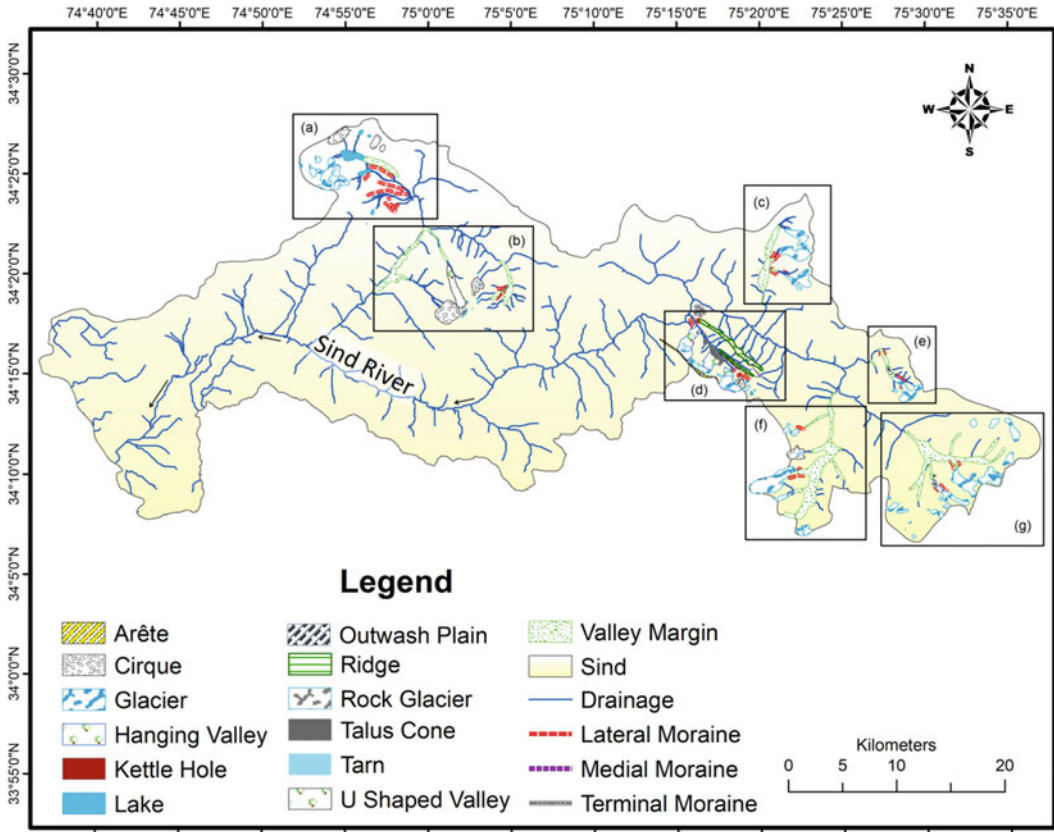 74°40'0"E 74°45'0"E 74°50'0"E 74°55'0"E 75°0'0"E 75°5'0"E 75°10'0"E 75°15'0"E 75°20'0"E 75°25'0"E 75°30'0"E 75°35'0"E
34°30'0"N
34°25'0"N
34°20'0"N
34°15'0"N
34°10'0"N
34°5'0"N
34°0'0"N
33°55'0"N
N
W E
S
(a)
(b)
(c)
(d)
(e)
(f)
(g)
Sind River
Legend
Arête
Cirque
Glacier
Hanging Valley
Kettle Hole
Lake
Outwash Plain
Ridge
Rock Glacier
Talus Cone
Tarn
U Shaped Valley
Valley Margin
Sind
Drainage
Lateral Moraine
Medial Moraine
Terminal Moraine
Kilometers
0 5 10 20